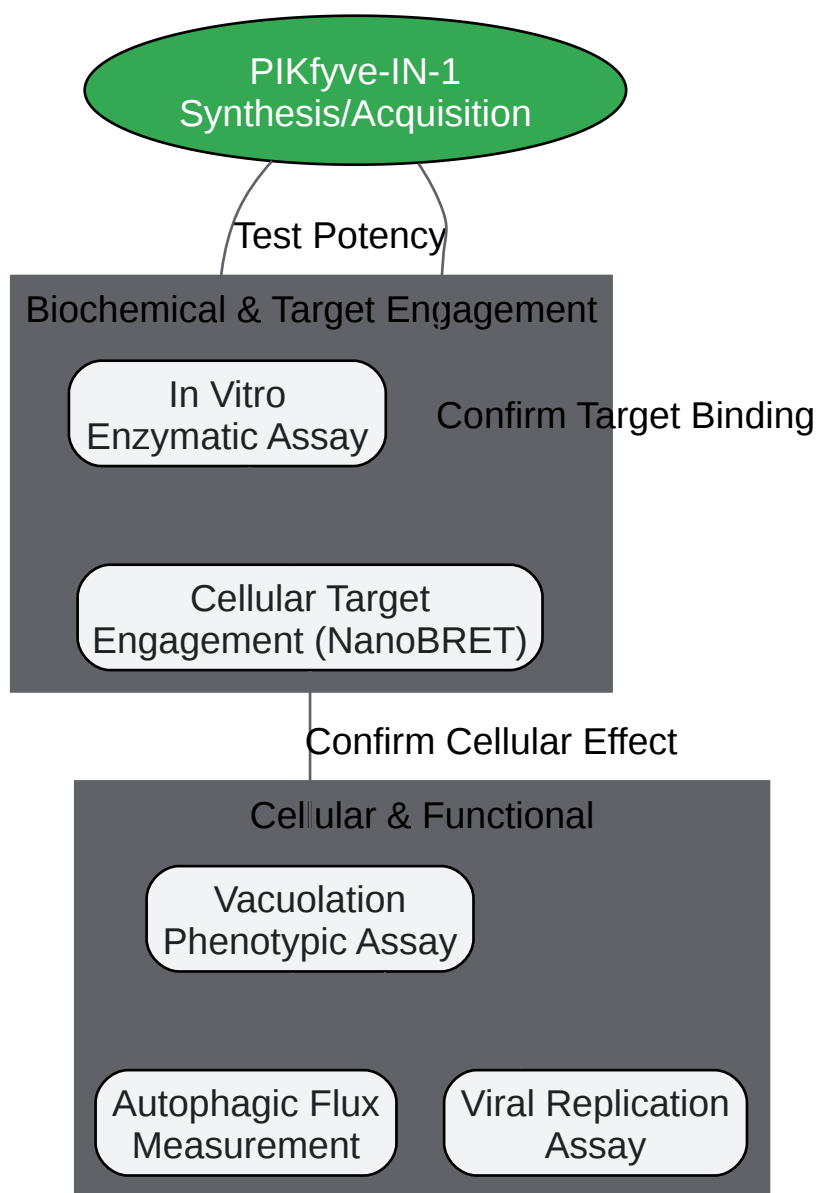 PIKfyve-IN-1
Synthesis/Acquisition
Test Potency
Biochemical & Target Engagement
In Vitro
Enzymatic Assay
Confirm Target Binding
Cellular Target
Engagement (NanoBRET)
Confirm Cellular Effect
Cellular & Functional
Vacuolation
Phenotypic Assay
Autophagic Flux
Measurement
Viral Replication
Assay